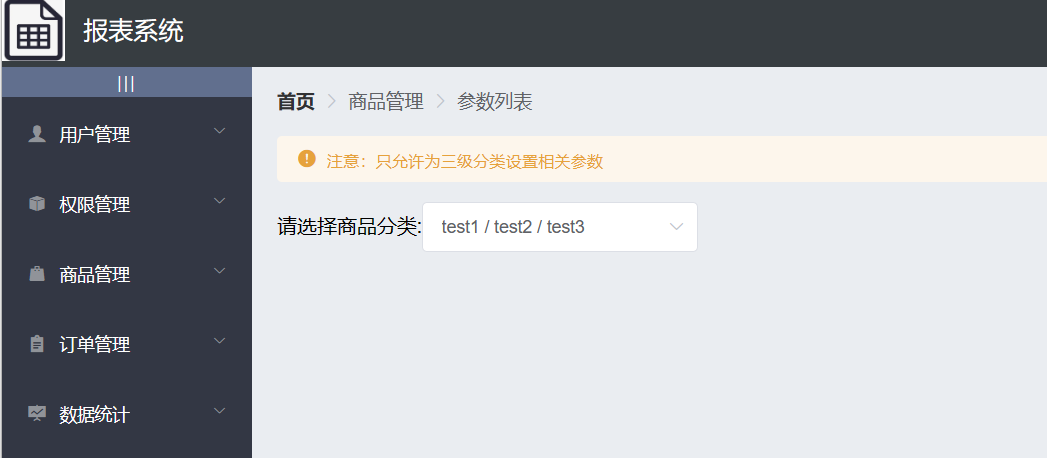 报表系统
|||
用户管理
权限管理
商品管理
订单管理
数据统计
首页 > 商品管理 > 参数列表
注意：只允许为三级分类设置相关参数
请选择商品分类: test1 / test2 / test3